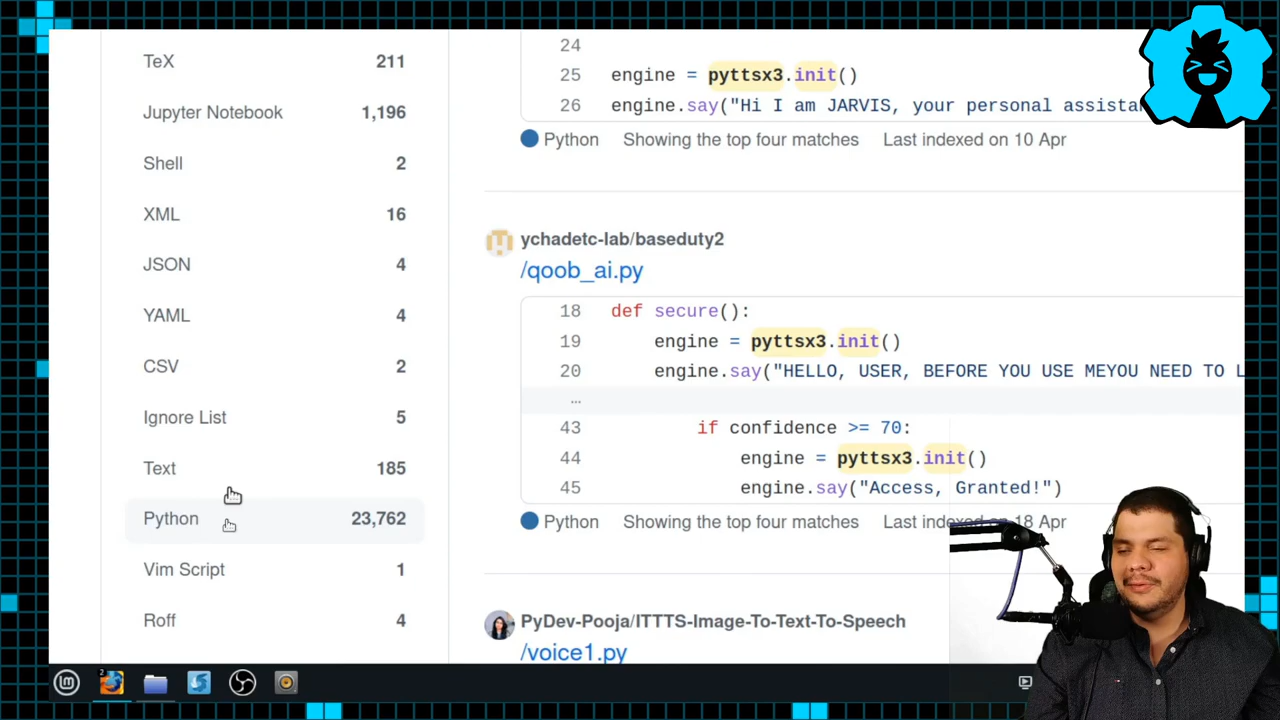 TeX 211
Jupyter Notebook 1,196
Shell 2
XML 16
JSON 4
YAML 4
CSV 2
Ignore List 5
Text 185
Python 23,762
Vim Script 1
Roff 4
24
25 engine = pyttsx3.init()
26 engine.say("Hi I am JARVIS, your personal assista
Python Showing the top four matches Last indexed on 10 Apr
ychadetc-lab/baseduty2
/qoob_ai.py
18 def secure():
19 engine = pyttsx3.init()
20 engine.say("HELLO, USER, BEFORE YOU USE MEYOU NEED TO L
…
43 if confidence >= 70:
44 engine = pyttsx3.init()
45 engine.say("Access, Granted!")
Python Showing the top four matches Last indexed on 18 Apr
PyDev-Pooja/ITTTS-Image-To-Text-To-Speech
/voice1.py
2